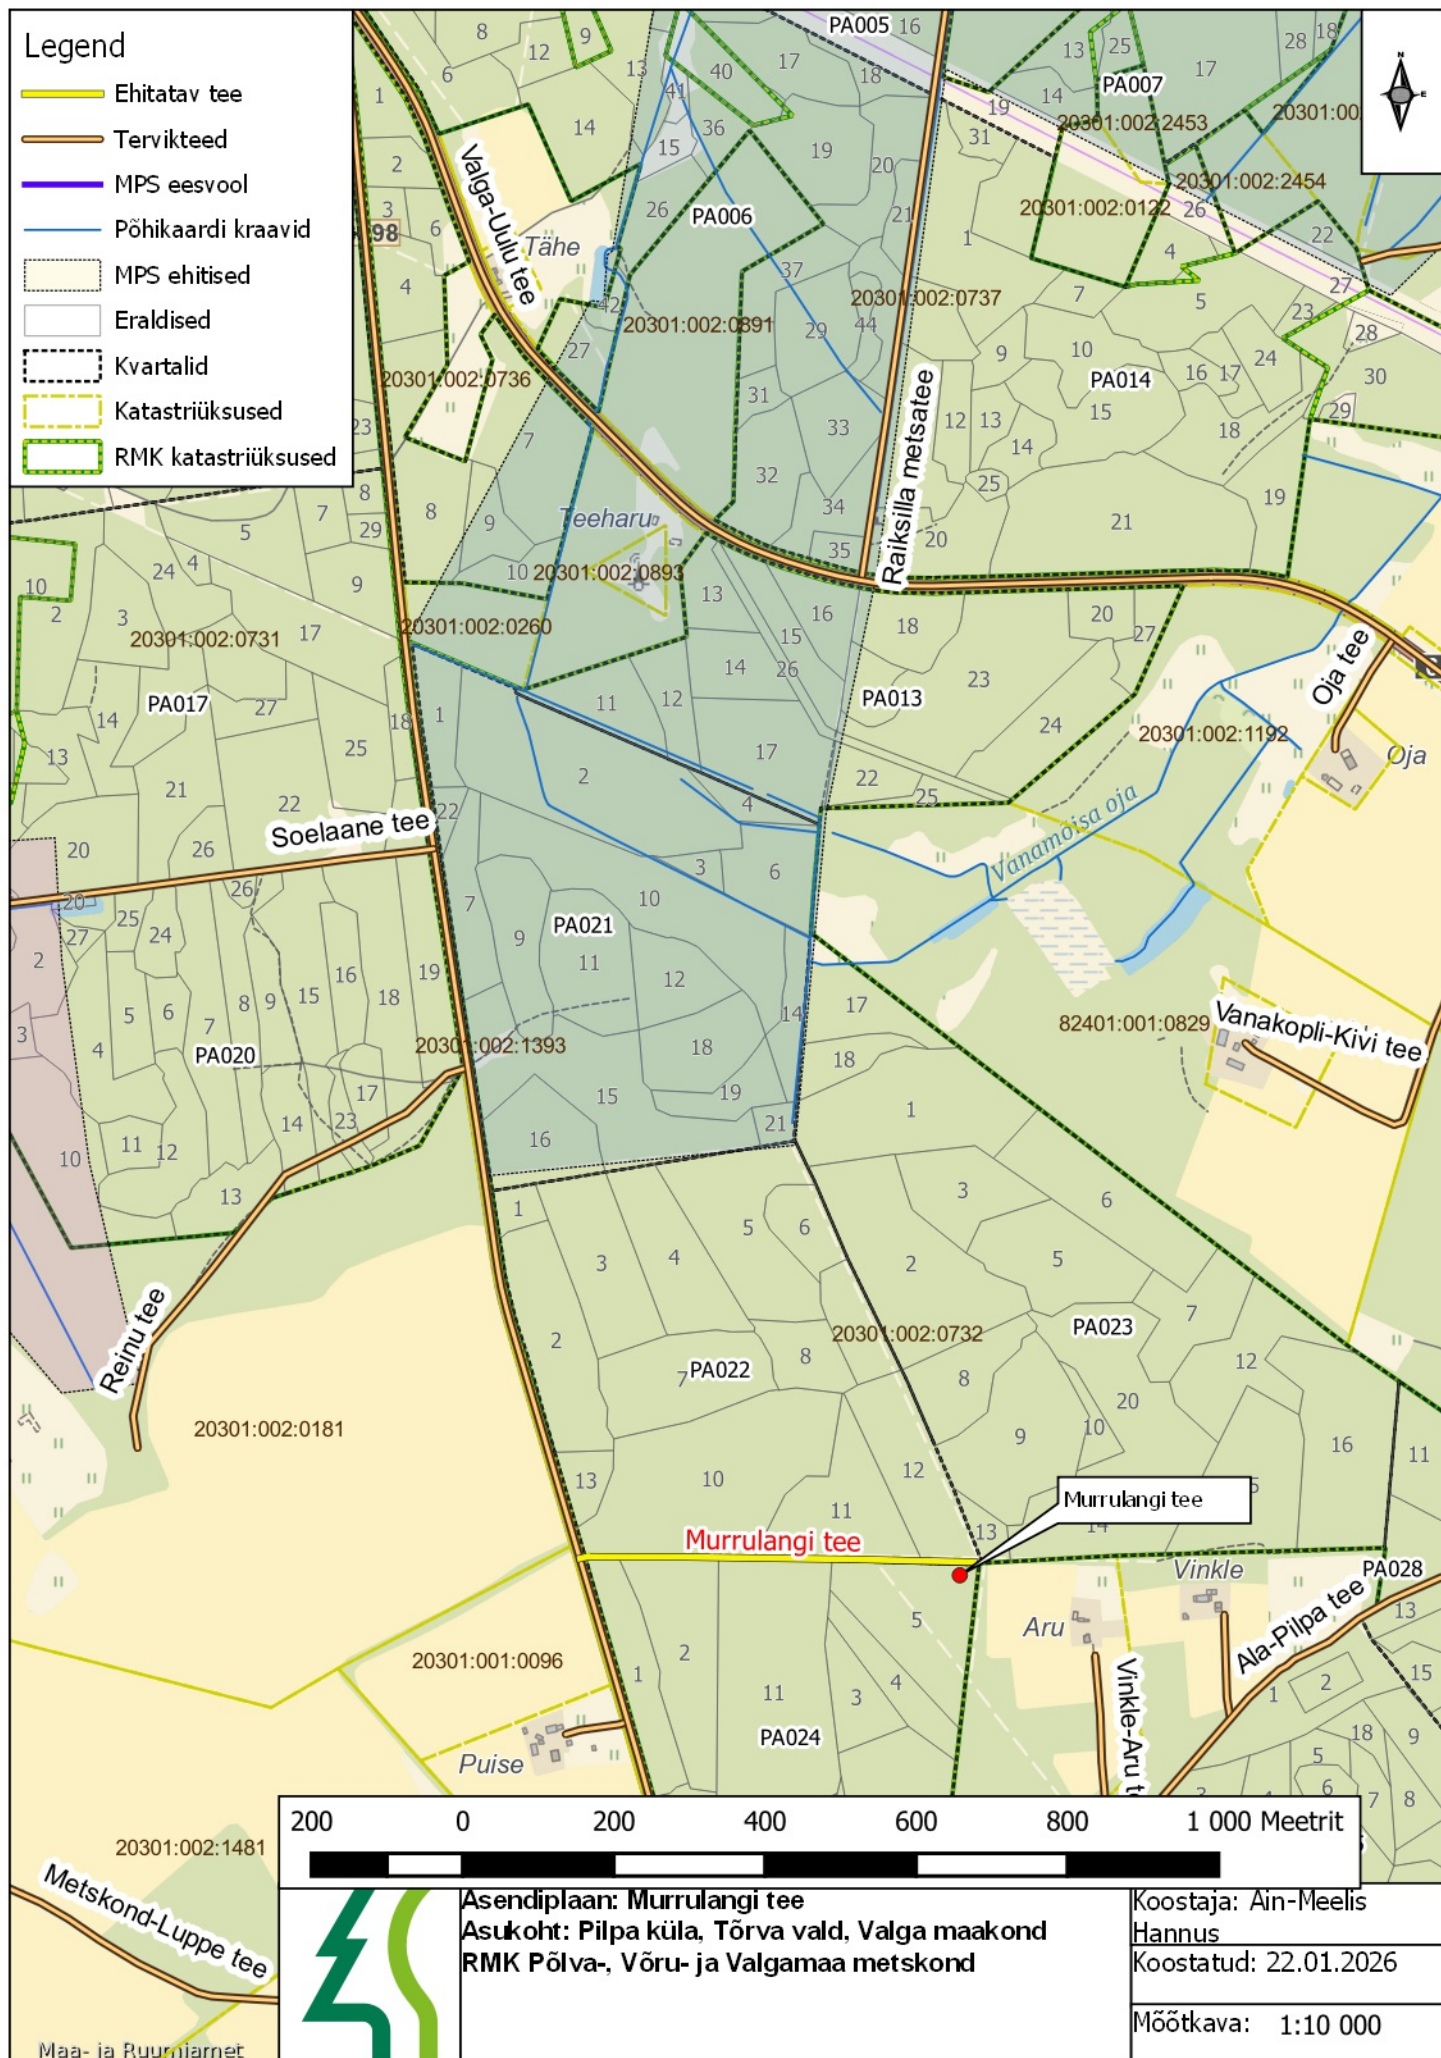 Legend
Ehitatav tee
Tervikteed
MPS eesvool
Põhikaardi kraavid
MPS ehitised
Eraldised
Kvartalid
Katastriüksused
RMK katastriüksused
PA005
PA007
20301:002:2453
20301:00
20301:002:2454
20301:002:0122
PA006
98
Valga-Uulu tee
Tähe
20301:002:0737
20301:002:0891
20301:002:0736
PA014
Raiksilla metsatee
Teeharu
20301:002:0893
20301:002:0260
20301:002:0731
PA017
PA013
20301:002:1192
Oja tee
Oja
Soelaane tee
Vanamõisa oja
PA021
82401:001:0829
Vanakopli-Kivi tee
20301:002:1393
PA020
Reinu tee
20301:002:0732
PA023
PA022
20301:002:0181
Murrulangi tee
Murrulangi tee
Vinkle
PA028
Aru
Ala-Pilpa tee
20301:001:0096
Vinkle-Aru t
PA024
Puise
20301:002:1481
Metskond-Luppe tee
200 0 200 400 600 800 1 000 Meetrit
Asendiplaan: Murrulangi tee
Asukoht: Pilpa küla, Tõrva vald, Valga maakond
RMK Põlva-, Võru- ja Valgamaa metskond
Koostaja: Ain-Meelis
Hannus
Koostatud: 22.01.2026
Mõõtkava: 1:10 000
Maa- ja Ruumiamet